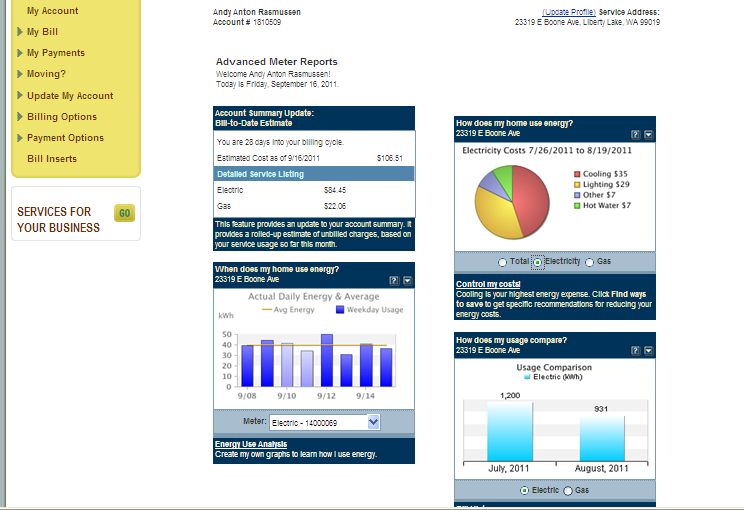 My Account
My Bill
My Payments
Moving?
Update My Account
Billing Options
Payment Options
Bill Inserts
SERVICES FOR
YOUR BUSINESS
GO
Andy Anton Rasmussen
Account # 1810509
(Update Profile) Service Address:
23319 E Boone Ave, Liberty Lake, WA 99019
Advanced Meter Reports
Welcome Andy Anton Rasmussen!
Today is Friday, September 16, 2011.
Account Summary Update:
Bill-to-Date Estimate
You are 28 days into your billing cycle.
Estimated Cost as of 9/16/2011 $106.51
Detailed Service Listing
Electric $84.45
Gas $22.06
This feature provides an update to your account summary. It
provides a rolled-up estimate of unbilled charges, based on
your service usage so far this month.
When does my home use energy?
23319 E Boone Ave
?
Actual Daily Energy & Average
Avg Energy Weekday Usage
kWh
50
40
30
20
10
0
9/08 9/10 9/12 9/14
Meter: Electric - 14000069
Energy Use Analysis
Create my own graphs to learn how I use energy.
How does my home use energy?
23319 E Boone Ave
?
Electricity Costs 7/26/2011 to 8/19/2011
Cooling $35
Lighting $29
Other $7
Hot Water $7
Total Electricity Gas
Control my costs!
Cooling is your highest energy expense. Click Find ways
to save to get specific recommendations for reducing your
energy costs.
How does my usage compare?
23319 E Boone Ave
?
Usage Comparison
Electric (kWh)
1,200
931
July, 2011 August, 2011
Electric Gas